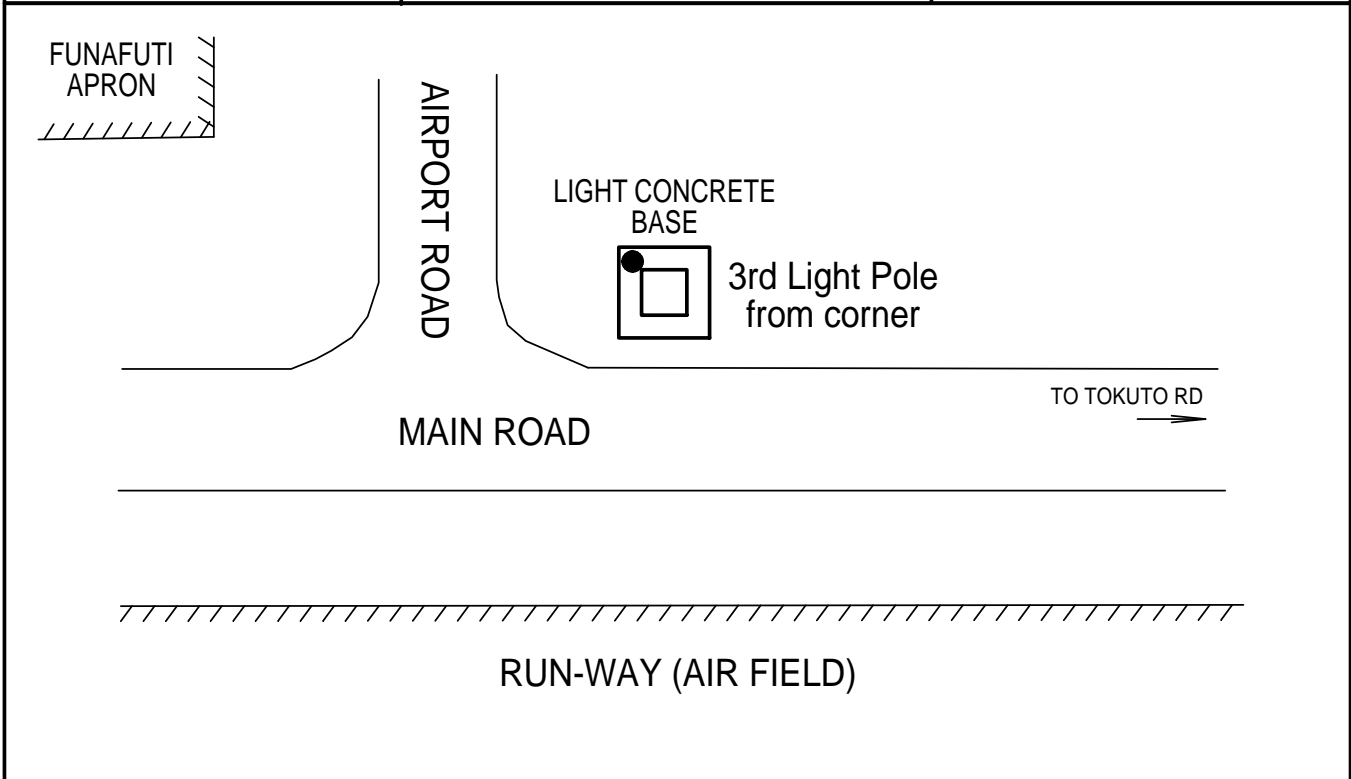 FUNAFUTI
APRON
AIRPORT ROAD
LIGHT CONCRETE
BASE
3rd Light Pole
from corner
TO TOKUTO RD
MAIN ROAD
RUN-WAY (AIR FIELD)